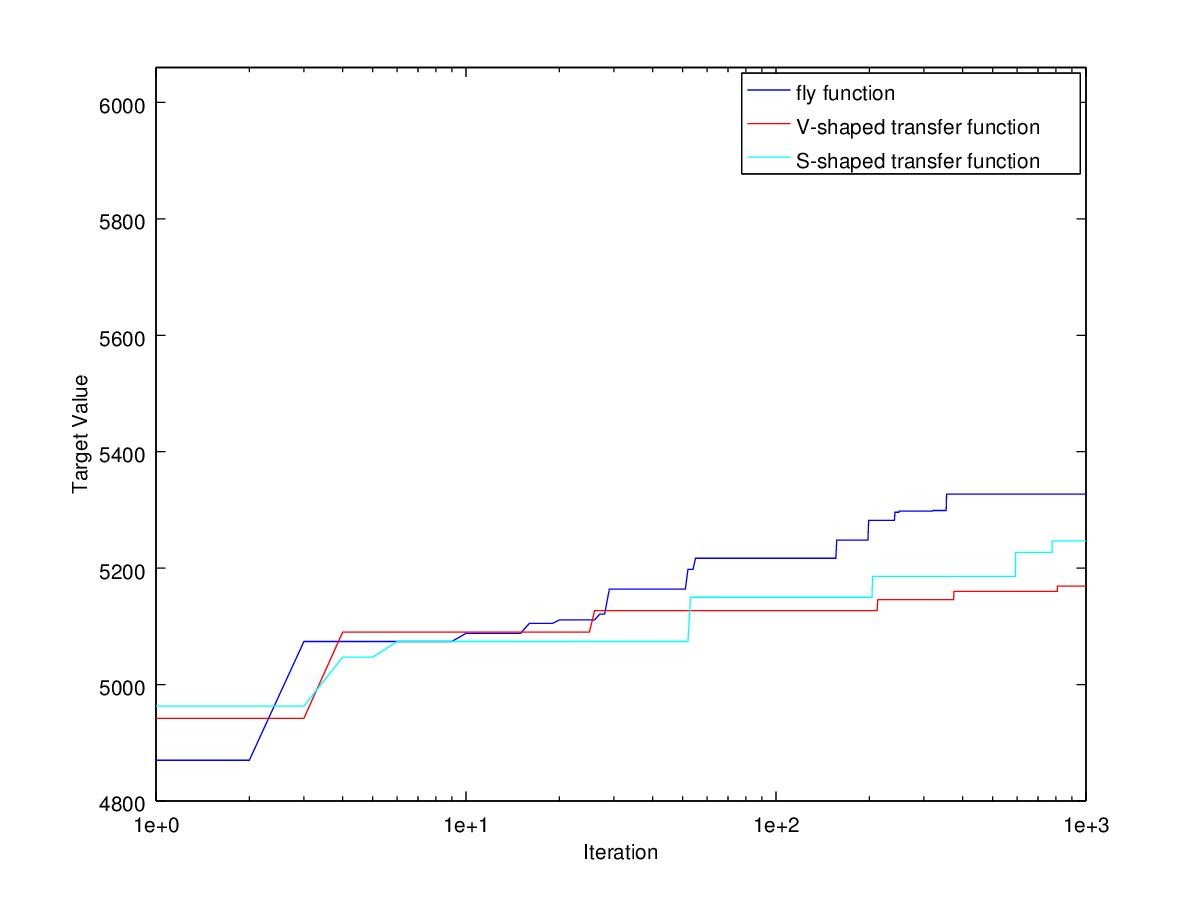 fly function
V-shaped transfer function
S-shaped transfer function
6000
5800
5600
5400
5200
5000
4800
Target Value
1e+0 1e+1 1e+2 1e+3
Iteration